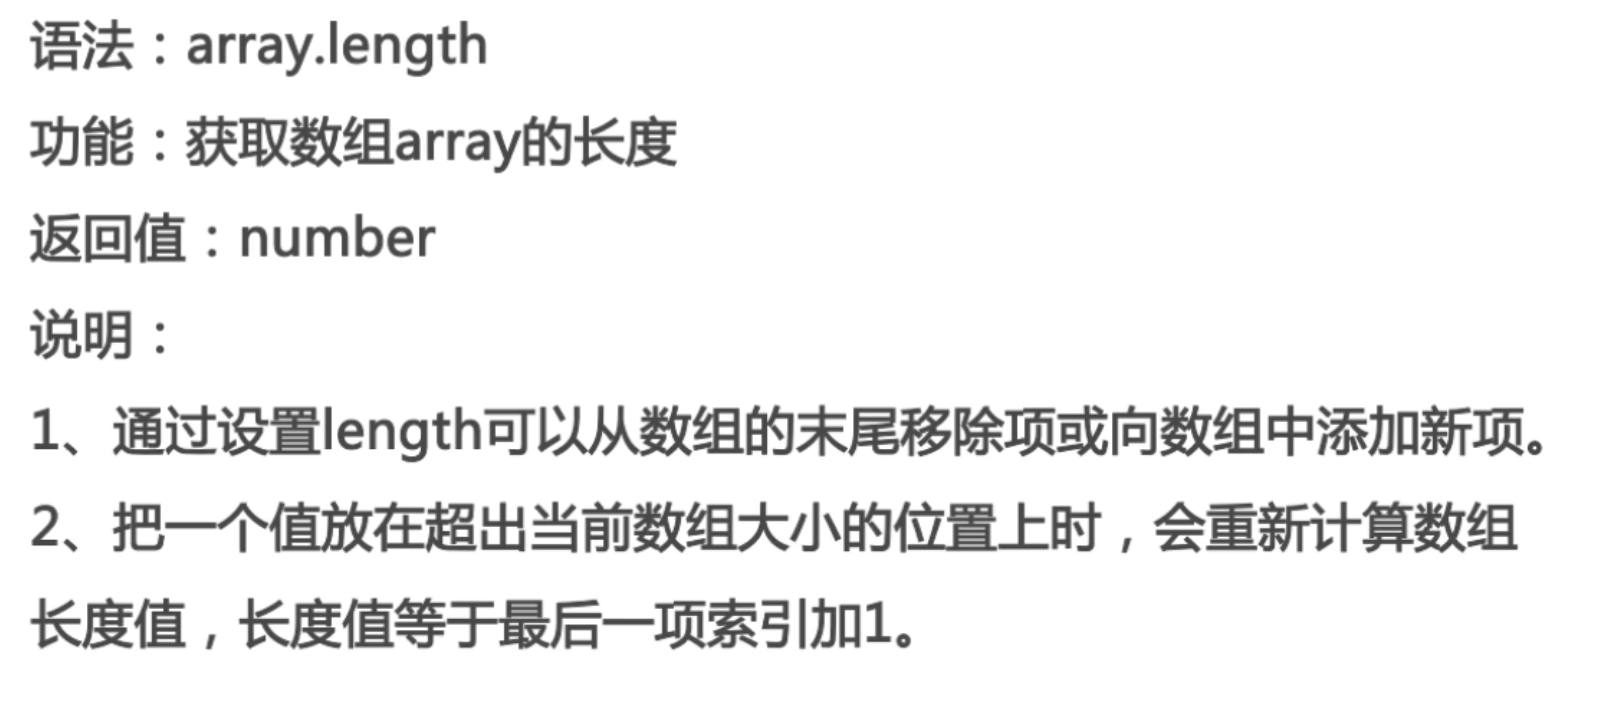 语法：array.length
功能：获取数组array的长度
返回值：number
说明：
1、通过设置length可以从数组的末尾移除项或向数组中添加新项。
2、把一个值放在超出当前数组大小的位置上时，会重新计算数组
长度值，长度值等于最后一项索引加1。